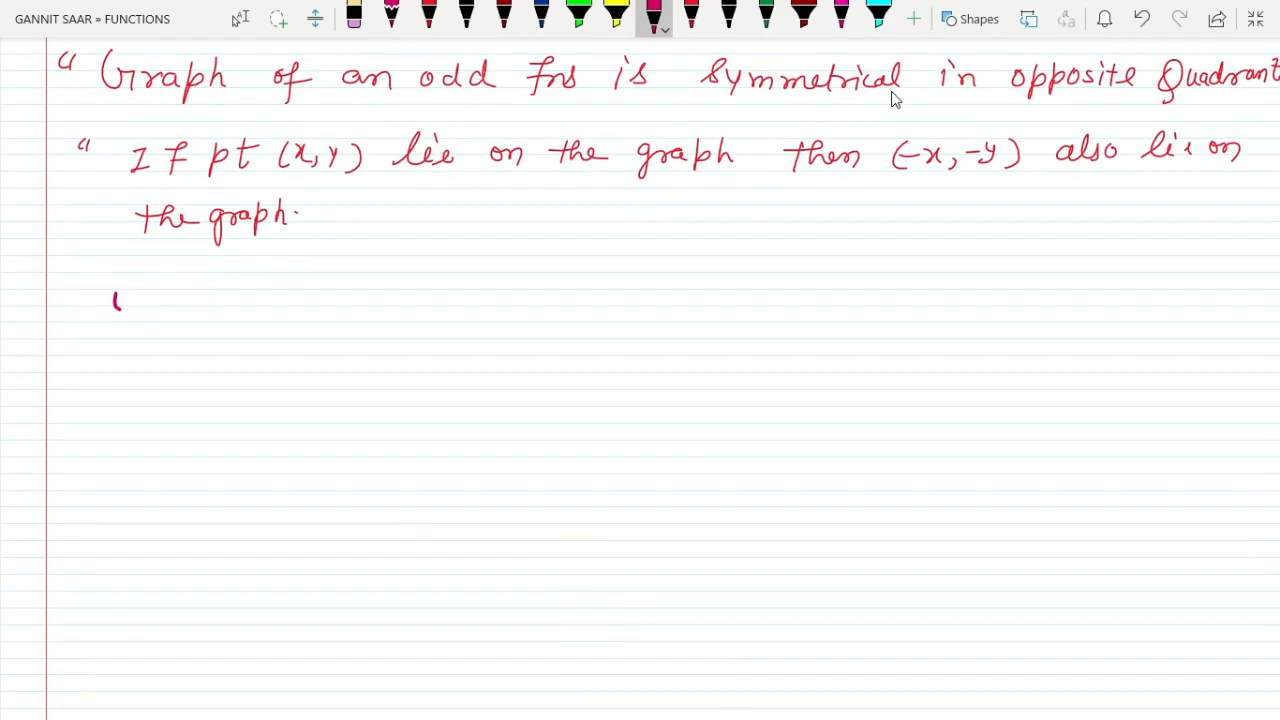 GANNIT SAAR » FUNCTIONS
Shapes
" Graph of an odd fns is symmetrical in opposite Quadrant
" If pt (x,y) lie on the graph then (-x,-y) also lie on
the graph.